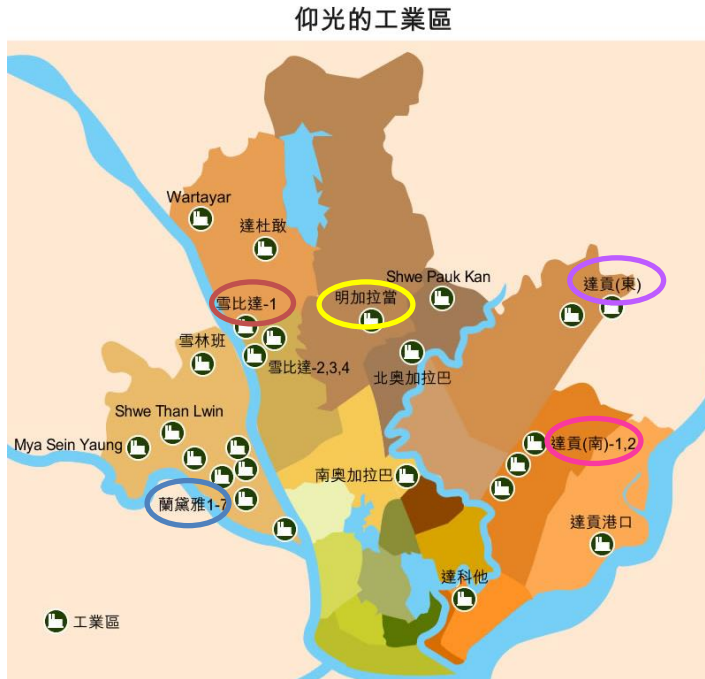 仰光的工業區
Wartayar
達杜敢
Shwe Pauk Kan
達貢(東)
雪比達-1
明加拉當
雪林班
雪比達-2,3,4
北奧加拉巴
Shwe Than Lwin
Mya Sein Yaung
達貢(南)-1,2
南奧加拉巴
蘭黛雅1-7
達貢港口
達科他
工業區